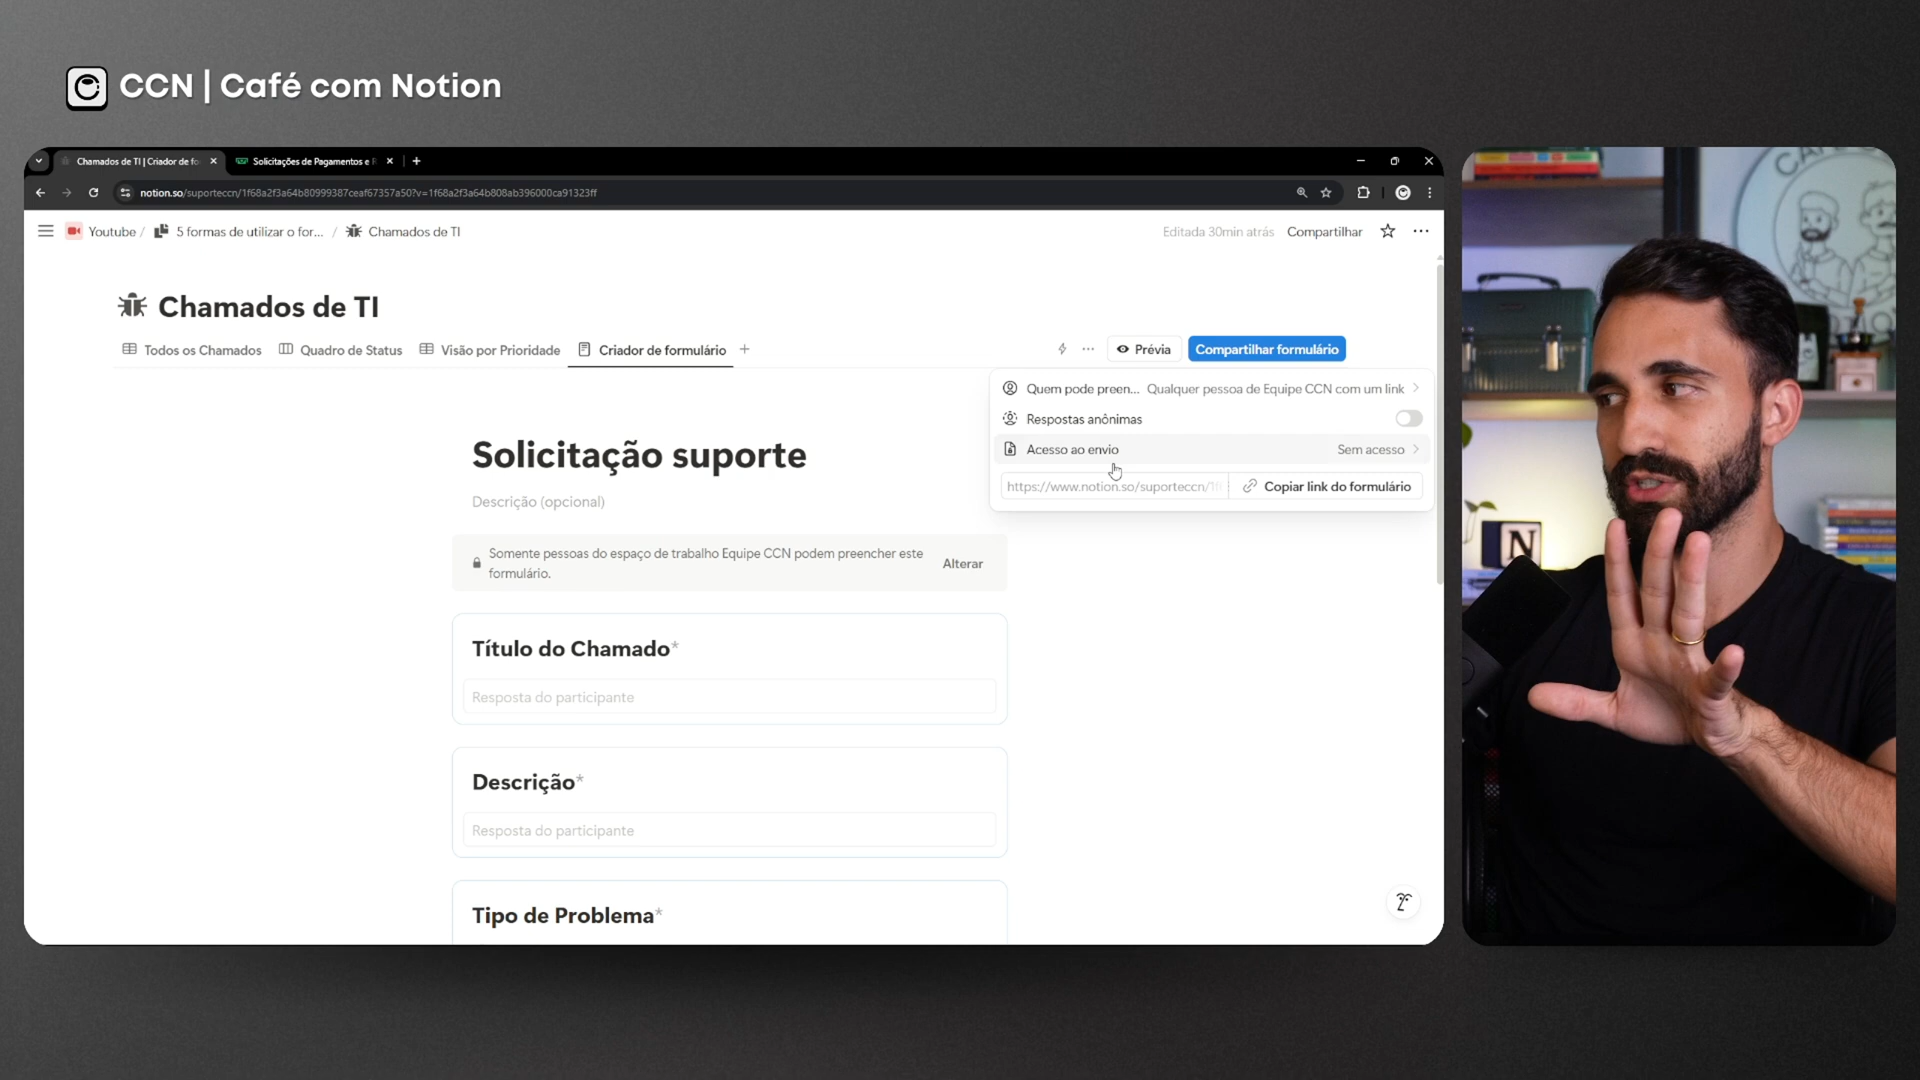 CCN | Café com Notion
Chamados de TI | Criador de fo
Solicitações de Pagamentos e R
notion.so/suporteccn/1f68a2f3a64b80999387ceaf67357a50?v=1f68a2f3a64b808ab396000ca91323ff
Youtube / 5 formas de utilizar o for... / Chamados de TI
Editada 30min atrás Compartilhar
Chamados de TI
Todos os Chamados Quadro de Status Visão por Prioridade Criador de formulário
Prévia Compartilhar formulário
Quem pode preen... Qualquer pessoa de Equipe CCN com um link
Respostas anônimas
Acesso ao envio Sem acesso
https://www.notion.so/suporteccn/1f
Copiar link do formulário
Solicitação suporte
Descrição (opcional)
Somente pessoas do espaço de trabalho Equipe CCN podem preencher este
formulário.
Alterar
Título do Chamado*
Resposta do participante
Descrição*
Resposta do participante
Tipo de Problema*
N